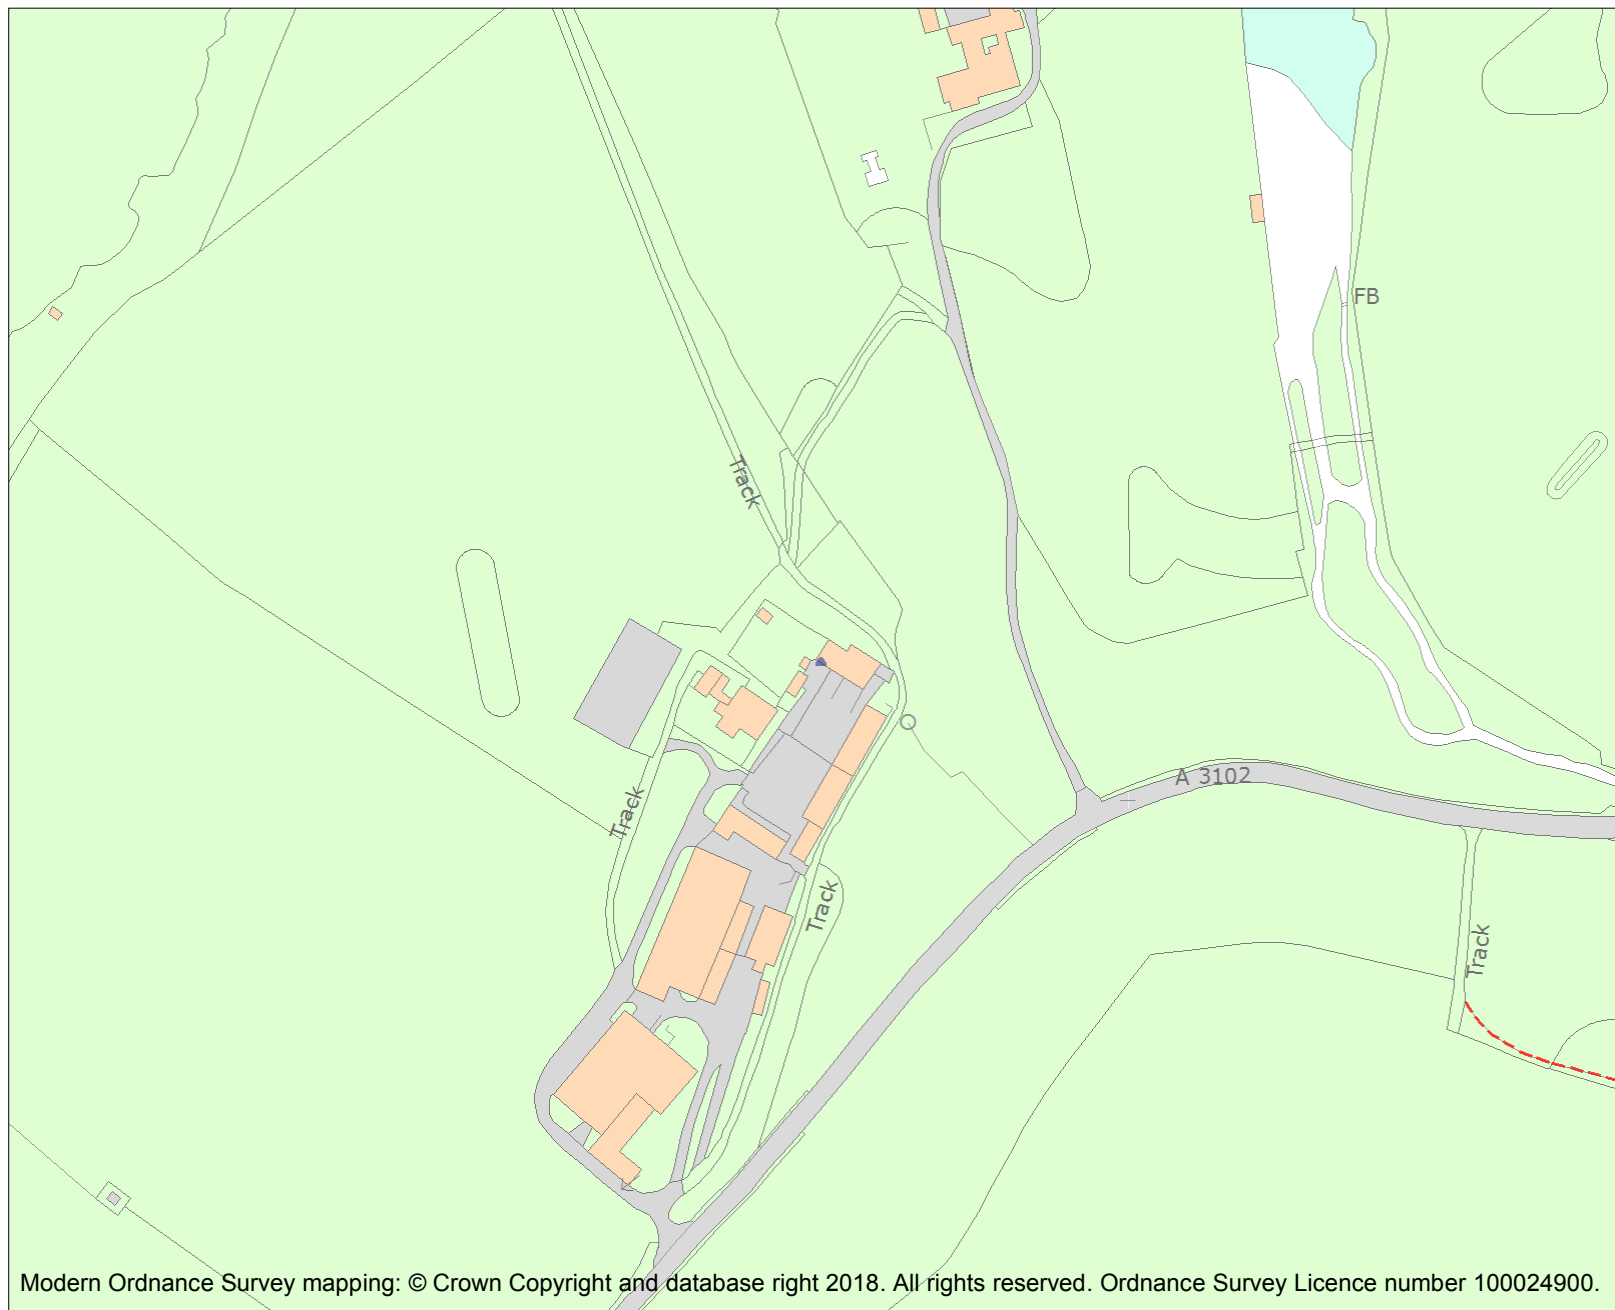 FB
Track
A 3102
Track
Track
Track
Modern Ordnance Survey mapping: © Crown Copyright and database right 2018. All rights reserved. Ordnance Survey Licence number 100024900.